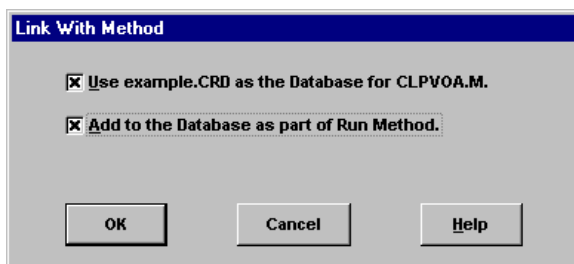 Link With Method
Use example.CRD as the Database for CLPVOA.M.
Add to the Database as part of Run Method.
OK
Cancel
Help